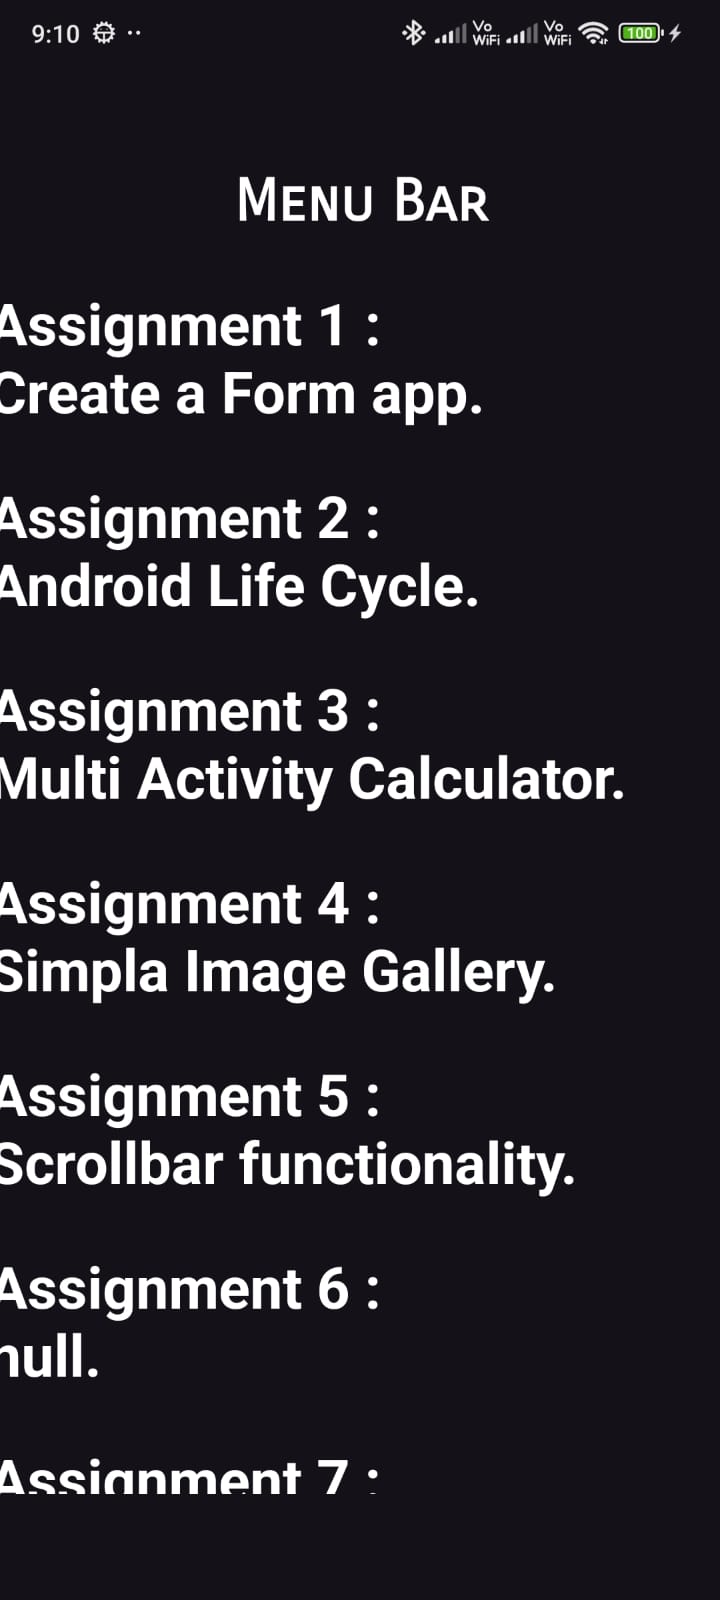 9:10
Vo WiFi Vo WiFi 100
Menu Bar
Assignment 1 :
Create a Form app.
Assignment 2 :
Android Life Cycle.
Assignment 3 :
Multi Activity Calculator.
Assignment 4 :
Simpla Image Gallery.
Assignment 5 :
Scrollbar functionality.
Assignment 6 :
null.
Assignment 7 :